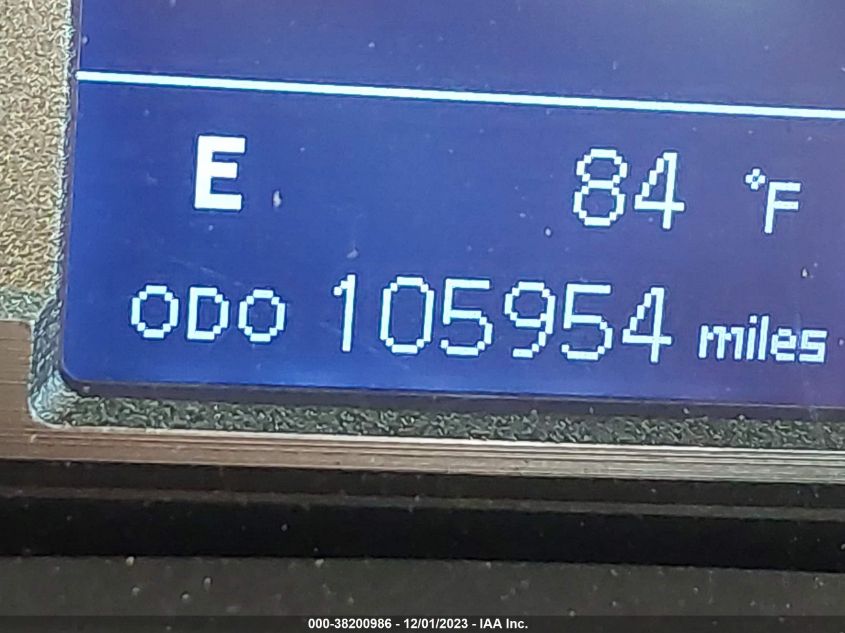 E 84 °F
ODO 105954 miles
000-38200986 - 12/01/2023 - IAA Inc.